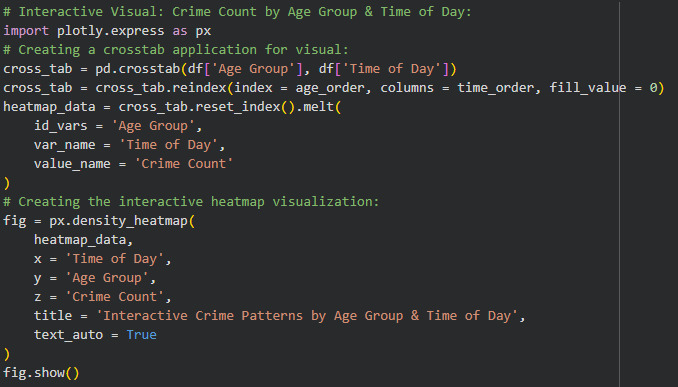 # Interactive Visual: Crime Count by Age Group & Time of Day:
import plotly.express as px
# Creating a crosstab application for visual:
cross_tab = pd.crosstab(df['Age Group'], df['Time of Day'])
cross_tab = cross_tab.reindex(index = age_order, columns = time_order, fill_value = 0)
heatmap_data = cross_tab.reset_index().melt(
    id_vars = 'Age Group',
    var_name = 'Time of Day',
    value_name = 'Crime Count'
)
# Creating the interactive heatmap visualization:
fig = px.density_heatmap(
    heatmap_data,
    x = 'Time of Day',
    y = 'Age Group',
    z = 'Crime Count',
    title = 'Interactive Crime Patterns by Age Group & Time of Day',
    text_auto = True
)
fig.show()